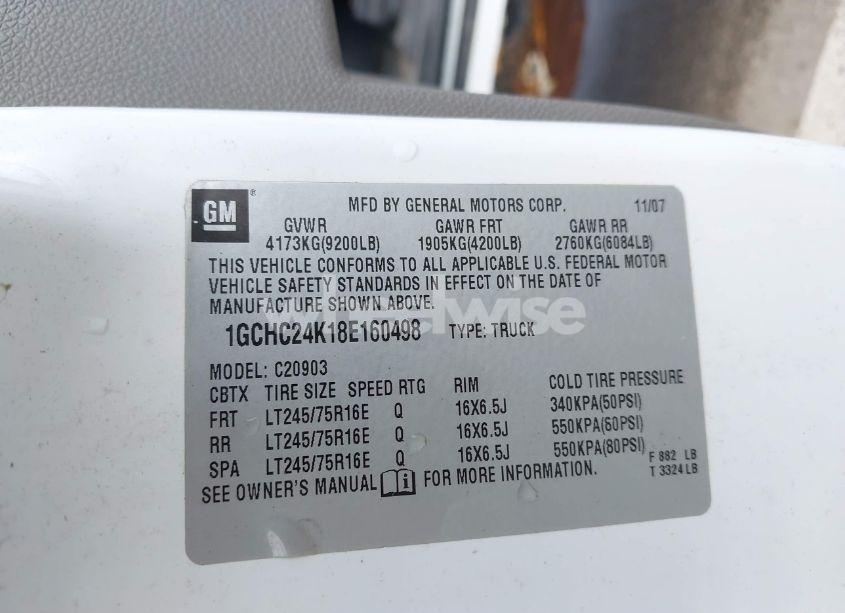 GM ® MFD BY GENERAL MOTORS CORP. 11/07
GVWR GAWR FRT GAWR RR
4173KG(9200LB) 1905KG(4200LB) 2760KG(6084LB)
THIS VEHICLE CONFORMS TO ALL APPLICABLE U.S. FEDERAL MOTOR
VEHICLE SAFETY STANDARDS IN EFFECT ON THE DATE OF
MANUFACTURE SHOWN ABOVE.
wheelwise
1GCHC24K18E160498 TYPE: TRUCK
MODEL: C20903
CBTX TIRE SIZE SPEED RTG RIM COLD TIRE PRESSURE
FRT LT245/75R16E Q 16X6.5J 340KPA(50PSI)
RR LT245/75R16E Q 16X6.5J 550KPA(80PSI)
SPA LT245/75R16E Q 16X6.5J 550KPA(80PSI) F 882 LB
T 3324LB
SEE OWNER'S MANUAL FOR MORE INFORMATION.